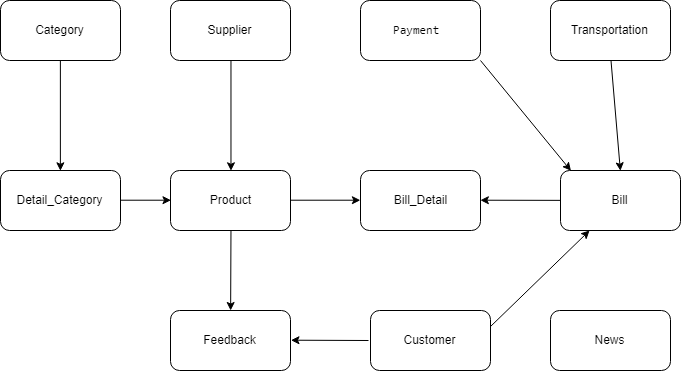 Category
Supplier
Payment
Transportation
Detail_Category
Product
Bill_Detail
Bill
Feedback
Customer
News